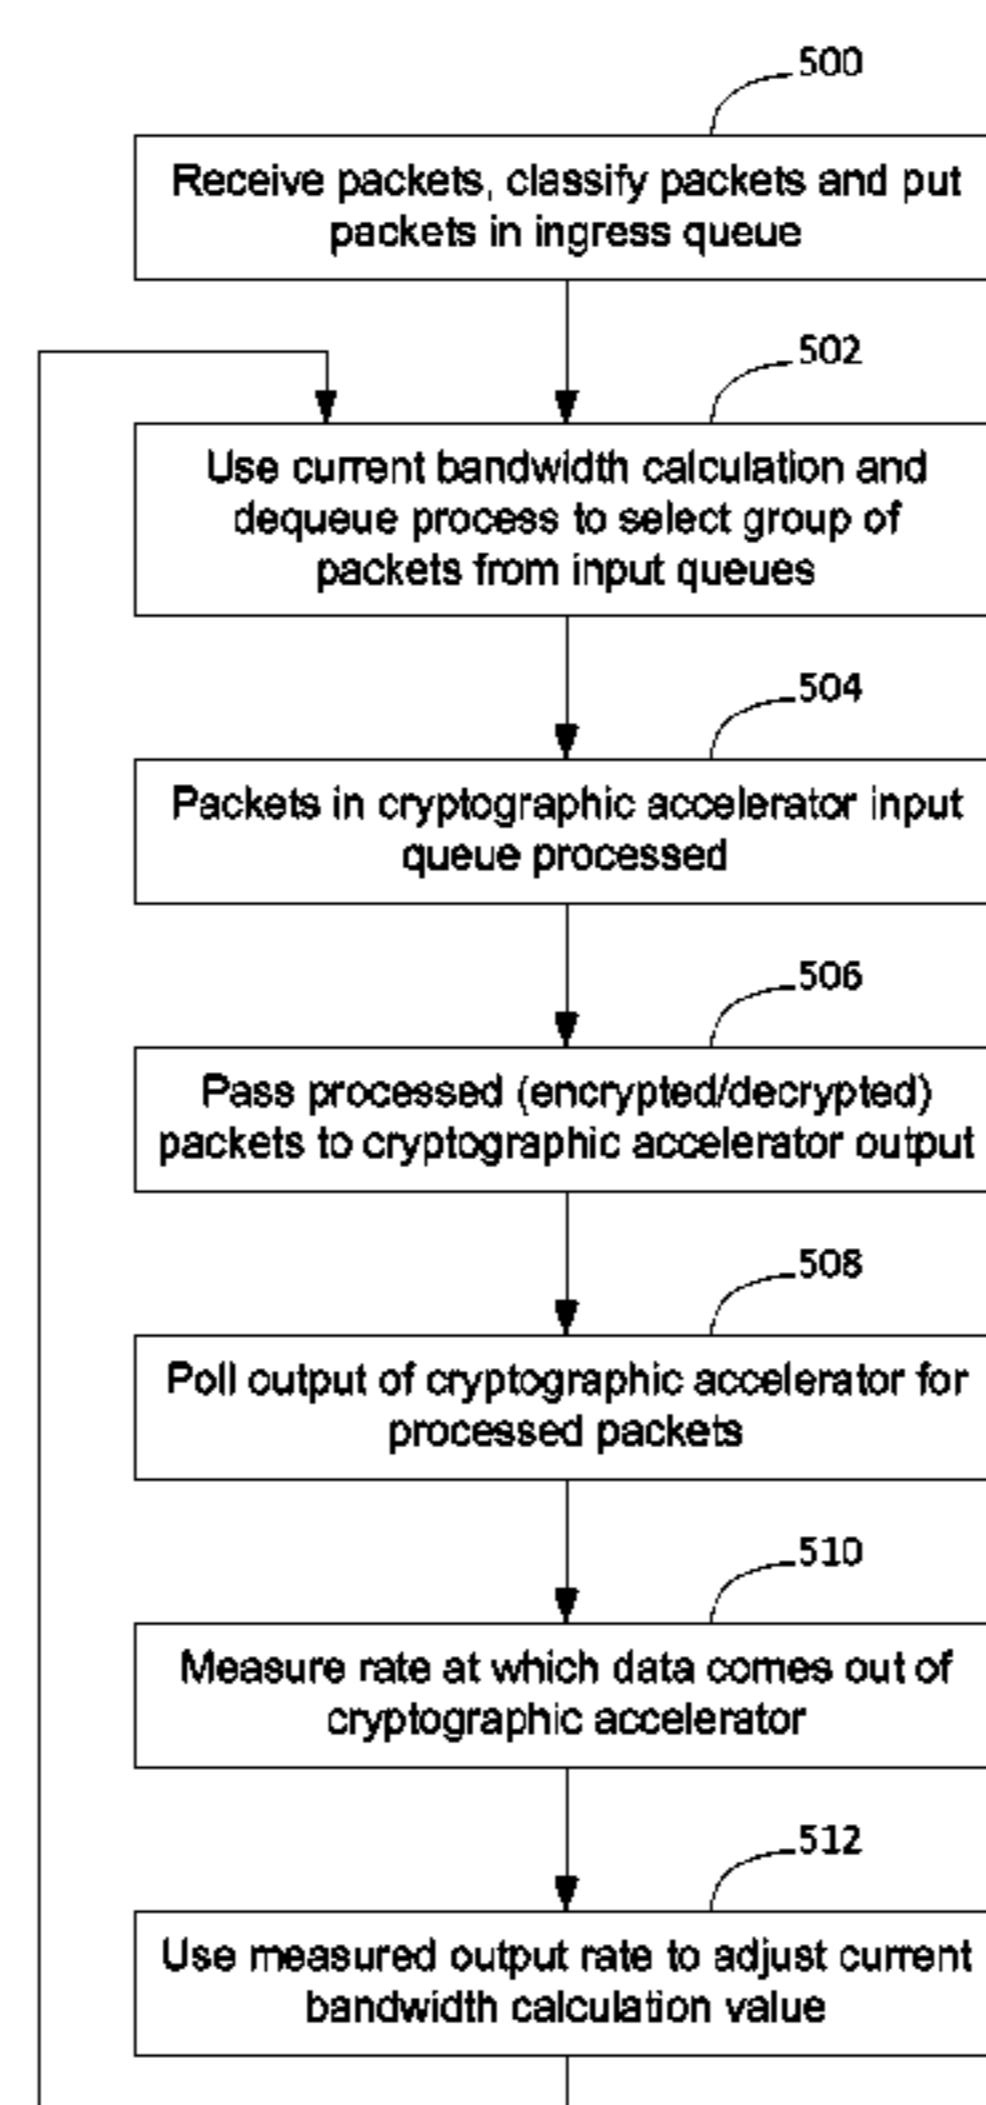 500
Receive packets, classify packets and put
packets in ingress queue
502
Use current bandwidth calculation and
dequeue process to select group of
packets from input queues
504
Packets in cryptographic accelerator input
queue processed
506
Pass processed (encrypted/decrypted)
packets to cryptographic accelerator output
508
Poll output of cryptographic accelerator for
processed packets
510
Measure rate at which data comes out of
cryptographic accelerator
512
Use measured output rate to adjust current
bandwidth calculation value